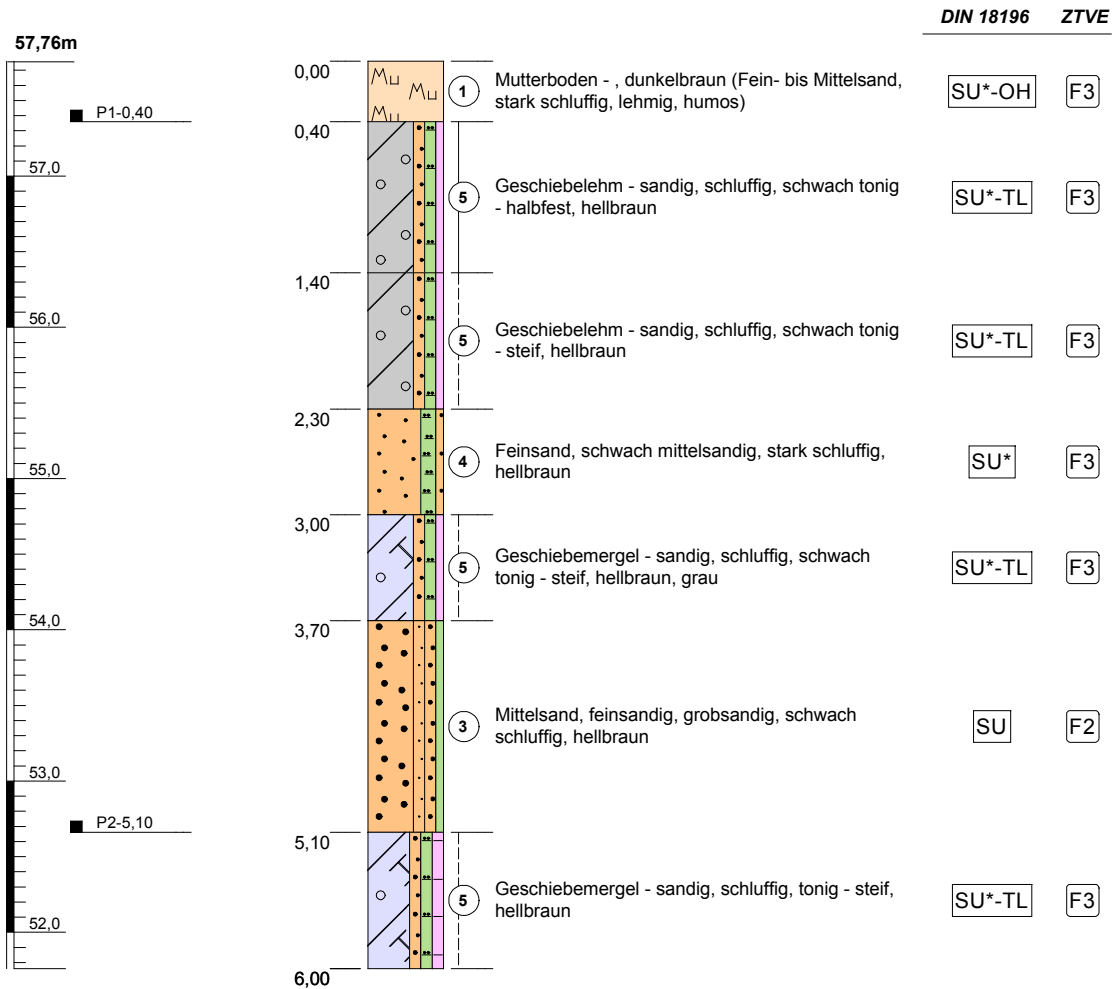 DIN 18196 ZTVE
57,76m
0,00
Mu Mu Mu
1
Mutterboden - , dunkelbraun (Fein- bis Mittelsand,
stark schluffig, lehmig, humos)
SU*-OH F3
P1-0,40
0,40
57,0
5
Geschiebelehm - sandig, schluffig, schwach tonig
- halbfest, hellbraun
SU*-TL F3
1,40
56,0
5
Geschiebelehm - sandig, schluffig, schwach tonig
- steif, hellbraun
SU*-TL F3
2,30
55,0
4
Feinsand, schwach mittelsandig, stark schluffig,
hellbraun
SU* F3
3,00
5
Geschiebemergel - sandig, schluffig, schwach
tonig - steif, hellbraun, grau
SU*-TL F3
54,0
3,70
3
Mittelsand, feinsandig, grobsandig, schwach
schluffig, hellbraun
SU F2
53,0
P2-5,10
5,10
5
Geschiebemergel - sandig, schluffig, tonig - steif,
hellbraun
SU*-TL F3
52,0
6,00